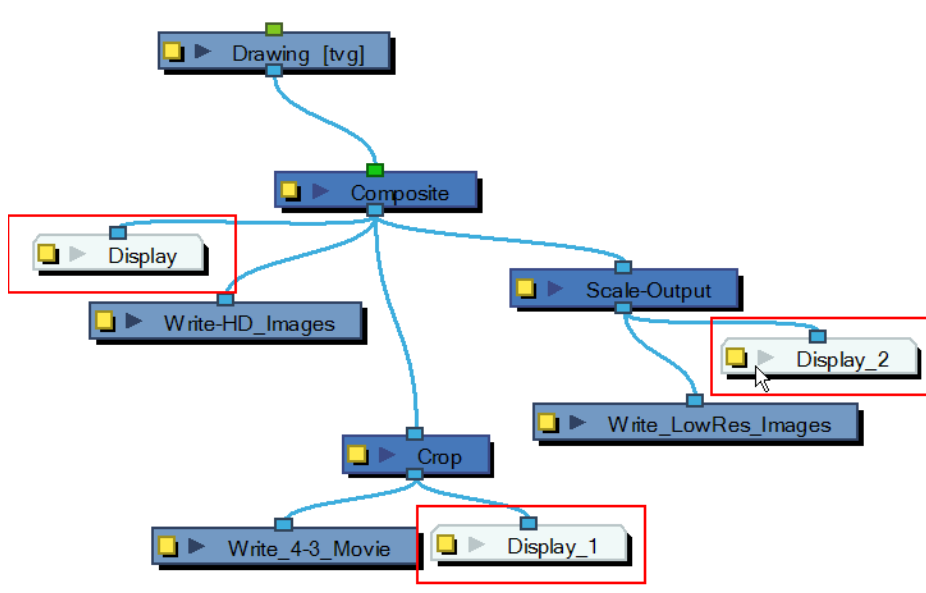 Drawing [tvg]
Composite
Display
Scale-Output
Write-HD_Images
Display_2
Write_LowRes_Images
Crop
Write_4-3_Movie
Display_1